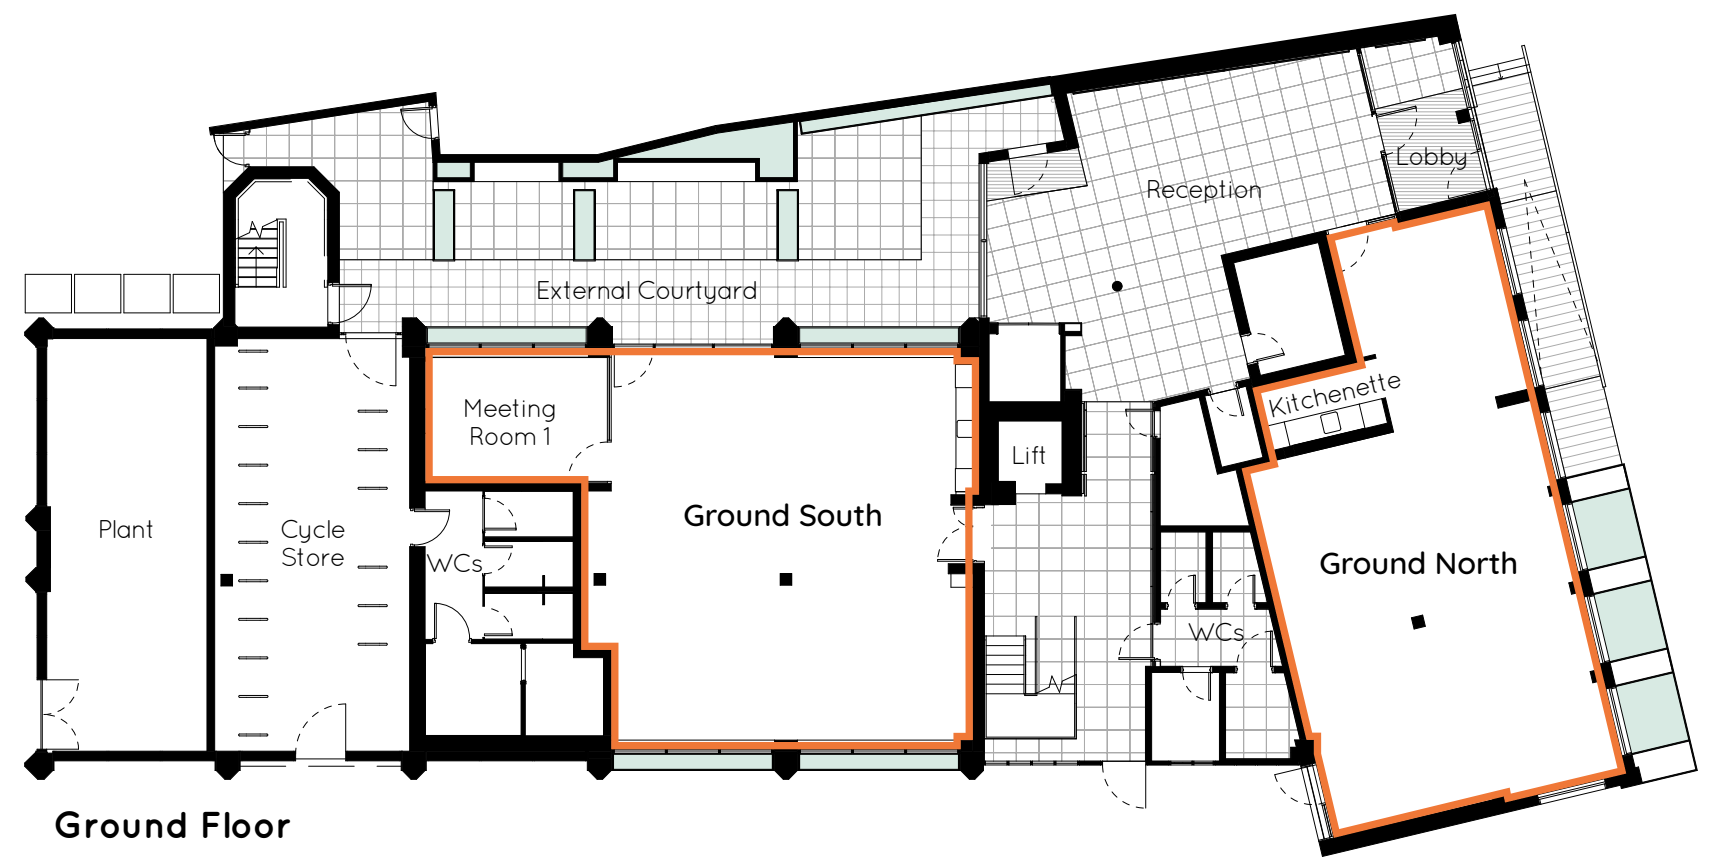 Lobby
Reception
External Courtyard
Kitchenette
Meeting
Room 1
Lift
Ground South
Plant
Cycle
Store
WCs
Ground North
WCs
Ground Floor